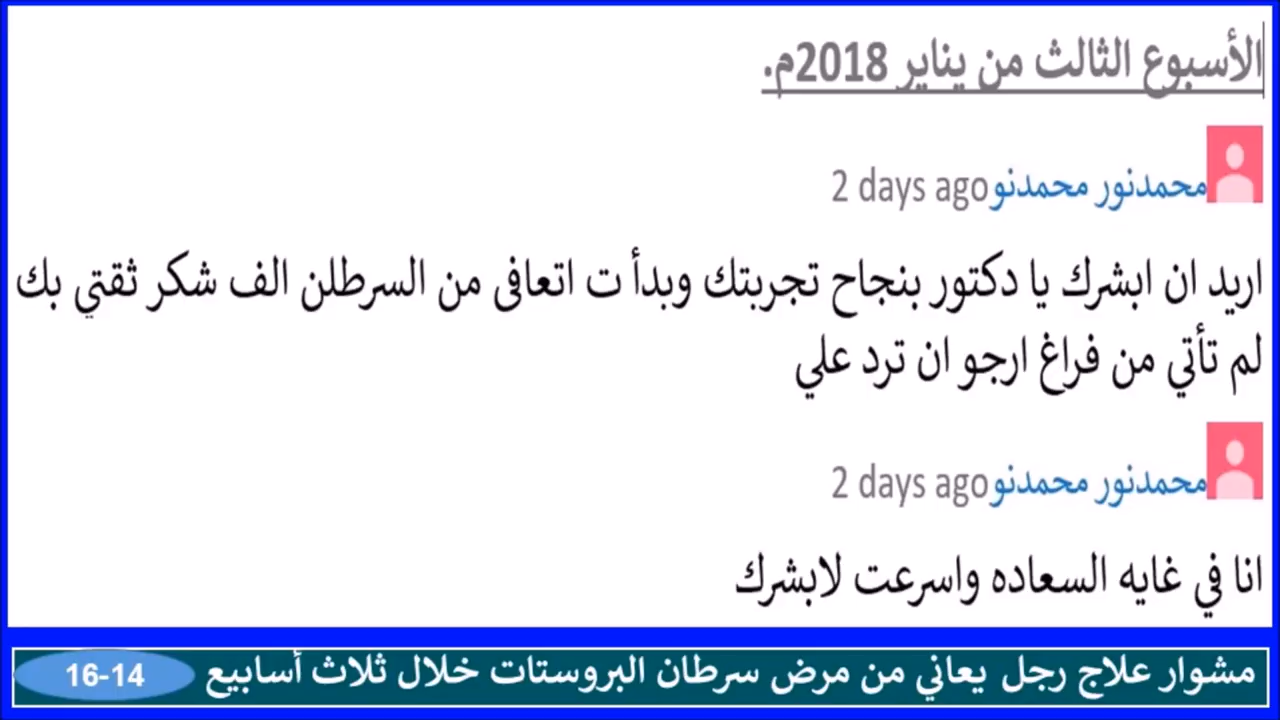 الأسبوع الثالث من يناير 2018م.
محمدنور محمدنو 2 days ago
اريد ان ابشرك يا دكتور بنجاح تجربتك وبدأ ت اتعافى من السرطلن الف شكر ثقتي بك
لم تأتي من فراغ ارجو ان ترد علي
محمدنور محمدنو 2 days ago
انا في غايه السعاده واسرعت لابشرك
مشوار علاج رجل يعاني من مرض سرطان البروستات خلال ثلاث أسابيع 16-14